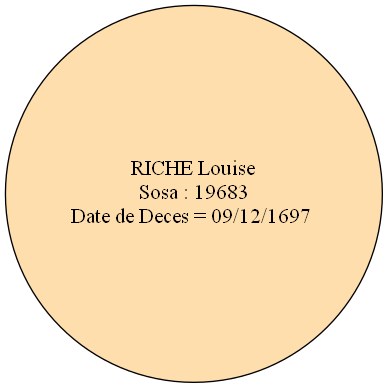 RICHE Louise
Sosa : 19683
Date de Deces = 09/12/1697